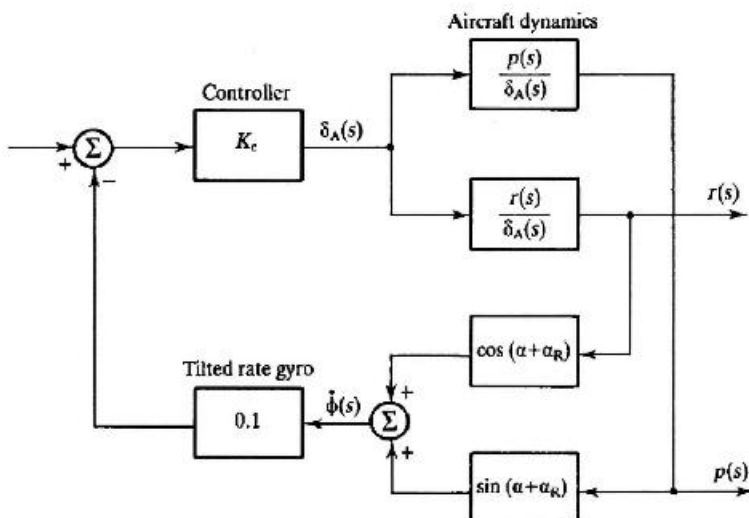 Aircraft dynamics
p(s)
δA(s)
Controller
Kc
δA(s)
+
Σ
−
r(s)
δA(s)
r(s)
cos (α+αR)
Tilted rate gyro
0.1
ϕ̇(s)
+
Σ
+
sin (α+αR)
p(s)